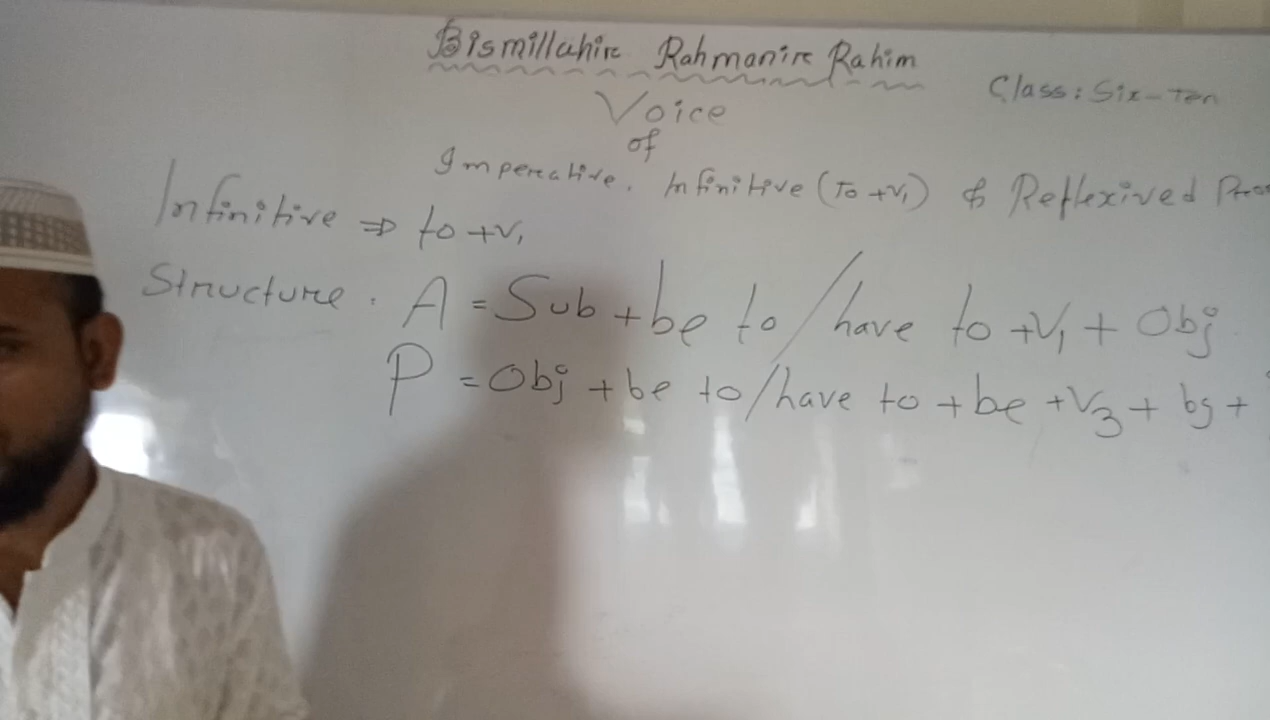 Bismillahir Rahmanir Rahim
Class: Six-Ten
Voice
of
Imperative. Infinitive (To +V1) & Reflexived
Infinitive ⇒ to +V1
Structure: A = Sub + be to / have to +V1 + Obj
P = Obj + be to / have to + be +V3 + by +